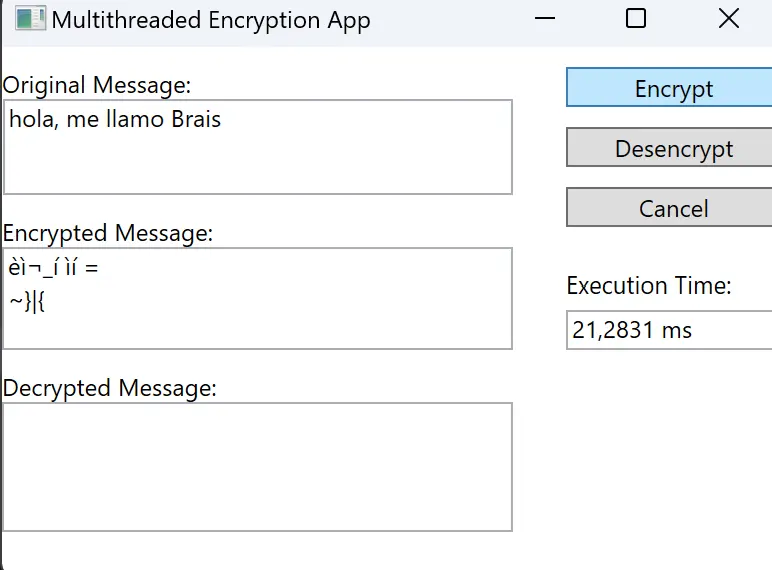 Multithreaded Encryption App
Original Message:
hola, me llamo Brais
Encrypted Message:
èì¬_í ìí =
~}|{
Decrypted Message:
Encrypt
Desencrypt
Cancel
Execution Time:
21,2831 ms